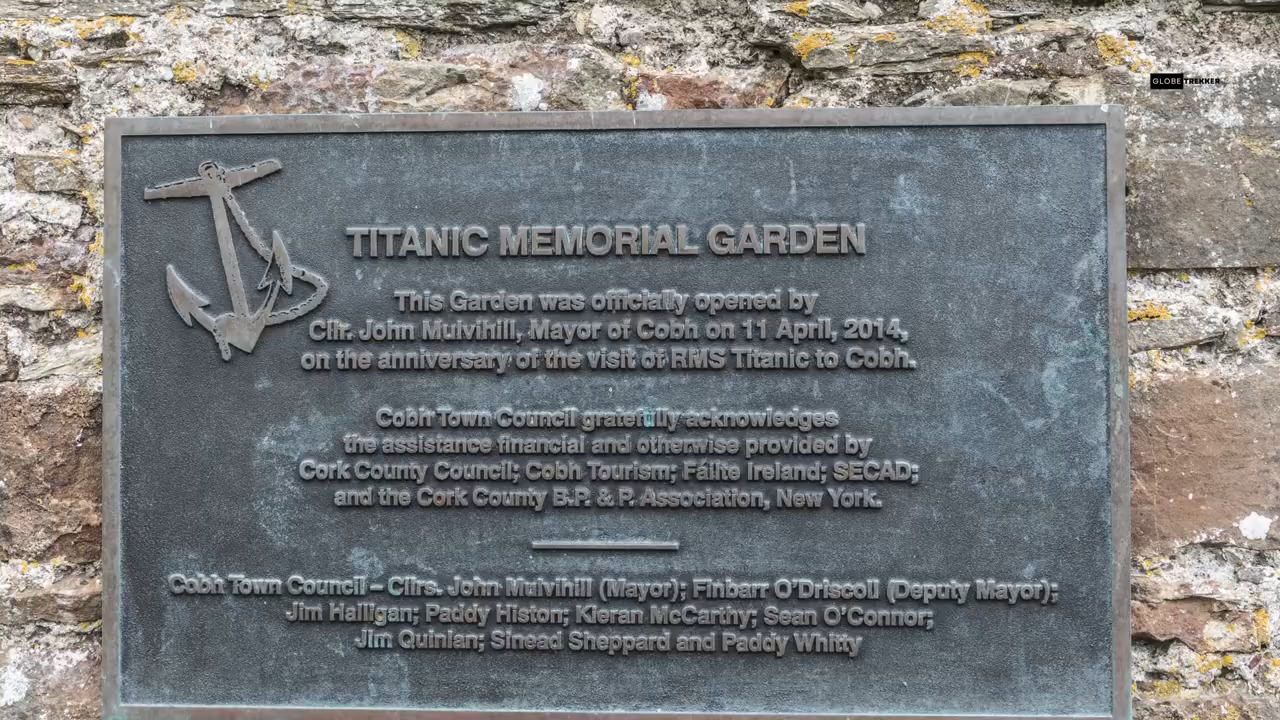 GLOBE TREKKER
TITANIC MEMORIAL GARDEN
This Garden was officially opened by
Cllr. John Mulvihill, Mayor of Cobh on 11 April, 2014,
on the anniversary of the visit of RMS Titanic to Cobh.
Cobh Town Council gratefully acknowledges
the assistance financial and otherwise provided by
Cork County Council; Cobh Tourism; Fáilte Ireland; SECAD;
and the Cork County B.P. & P. Association, New York.
Cobh Town Council – Cllrs. John Mulvihill (Mayor); Finbarr O'Driscoll (Deputy Mayor);
Jim Halligan; Paddy Histon; Kieran McCarthy; Sean O'Connor;
Jim Quinlan; Sinead Sheppard and Paddy Whitty